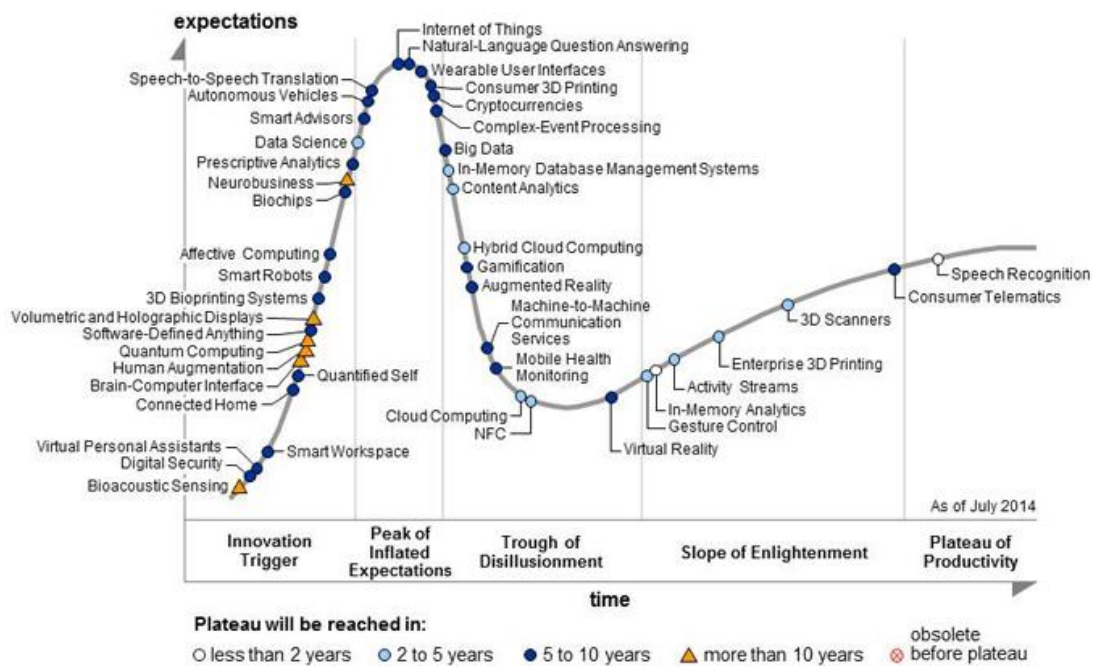 expectations
Internet of Things
Natural-Language Question Answering
Wearable User Interfaces
Consumer 3D Printing
Cryptocurrencies
Complex-Event Processing
Speech-to-Speech Translation
Autonomous Vehicles
Smart Advisors
Data Science
Prescriptive Analytics
Neurobusiness
Biochips
Big Data
In-Memory Database Management Systems
Content Analytics
Affective Computing
Smart Robots
3D Bioprinting Systems
Volumetric and Holographic Displays
Software-Defined Anything
Quantum Computing
Human Augmentation
Brain-Computer Interface
Connected Home
Quantified Self
Virtual Personal Assistants
Digital Security
Bioacoustic Sensing
Smart Workspace
Hybrid Cloud Computing
Gamification
Augmented Reality
Machine-to-Machine
Communication
Services
Mobile Health
Monitoring
Cloud Computing
NFC
Virtual Reality
Gesture Control
In-Memory Analytics
Activity Streams
Enterprise 3D Printing
3D Scanners
Consumer Telematics
Speech Recognition
As of July 2014
Innovation
Trigger
Peak of
Inflated
Expectations
Trough of
Disillusionment
Slope of Enlightenment
Plateau of
Productivity
time
Plateau will be reached in:
less than 2 years
2 to 5 years
5 to 10 years
more than 10 years
obsolete
before plateau